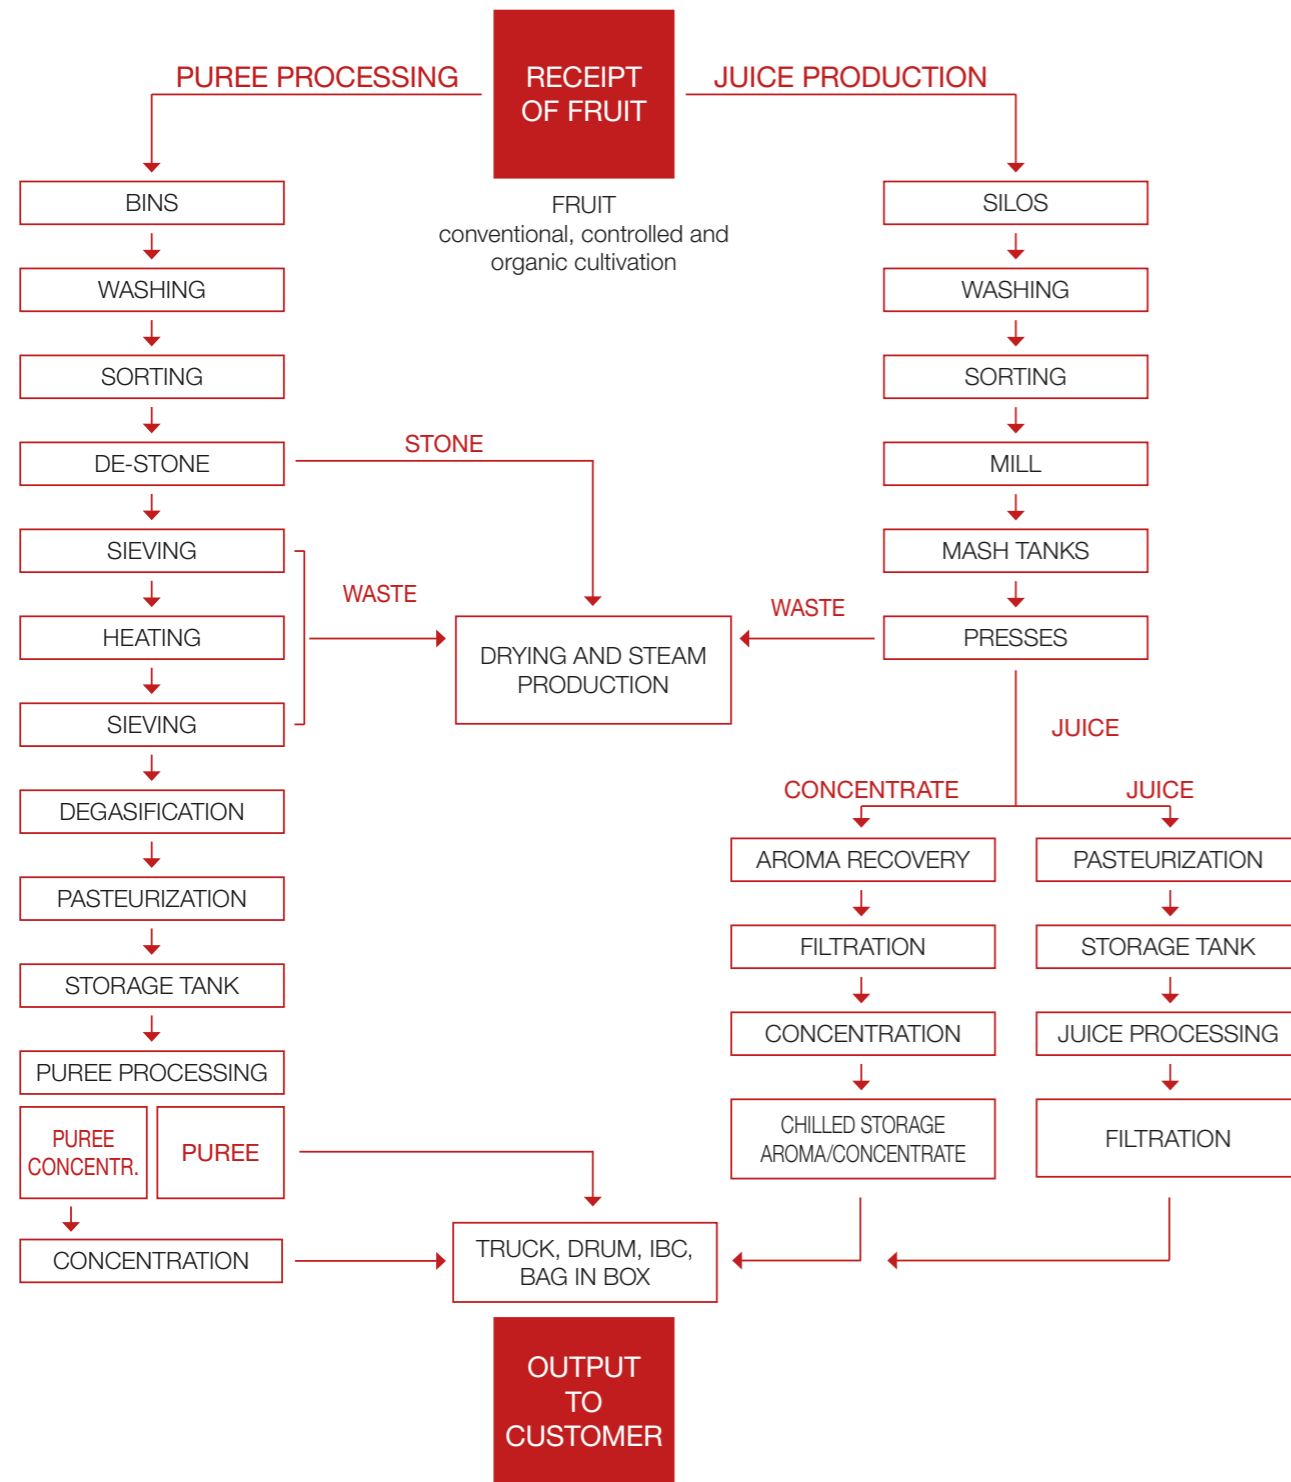 PUREE PROCESSING
RECEIPT
OF FRUIT
JUICE PRODUCTION
FRUIT
conventional, controlled and
organic cultivation
BINS
WASHING
SORTING
DE-STONE
STONE
SIEVING
WASTE
HEATING
SIEVING
DEGASIFICATION
PASTEURIZATION
STORAGE TANK
PUREE PROCESSING
PUREE
CONCENTR.
PUREE
CONCENTRATION
DRYING AND STEAM
PRODUCTION
SILOS
WASHING
SORTING
MILL
MASH TANKS
WASTE
PRESSES
JUICE
CONCENTRATE
JUICE
AROMA RECOVERY
FILTRATION
CONCENTRATION
CHILLED STORAGE
AROMA/CONCENTRATE
PASTEURIZATION
STORAGE TANK
JUICE PROCESSING
FILTRATION
TRUCK, DRUM, IBC,
BAG IN BOX
OUTPUT
TO
CUSTOMER